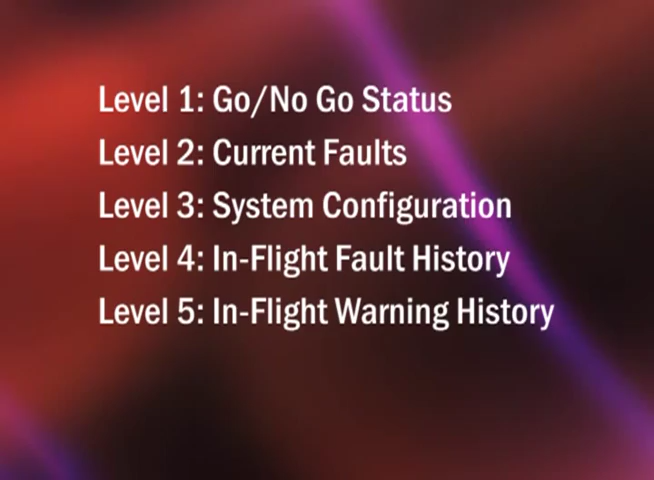 Level 1: Go/No Go Status
Level 2: Current Faults
Level 3: System Configuration
Level 4: In-Flight Fault History
Level 5: In-Flight Warning History